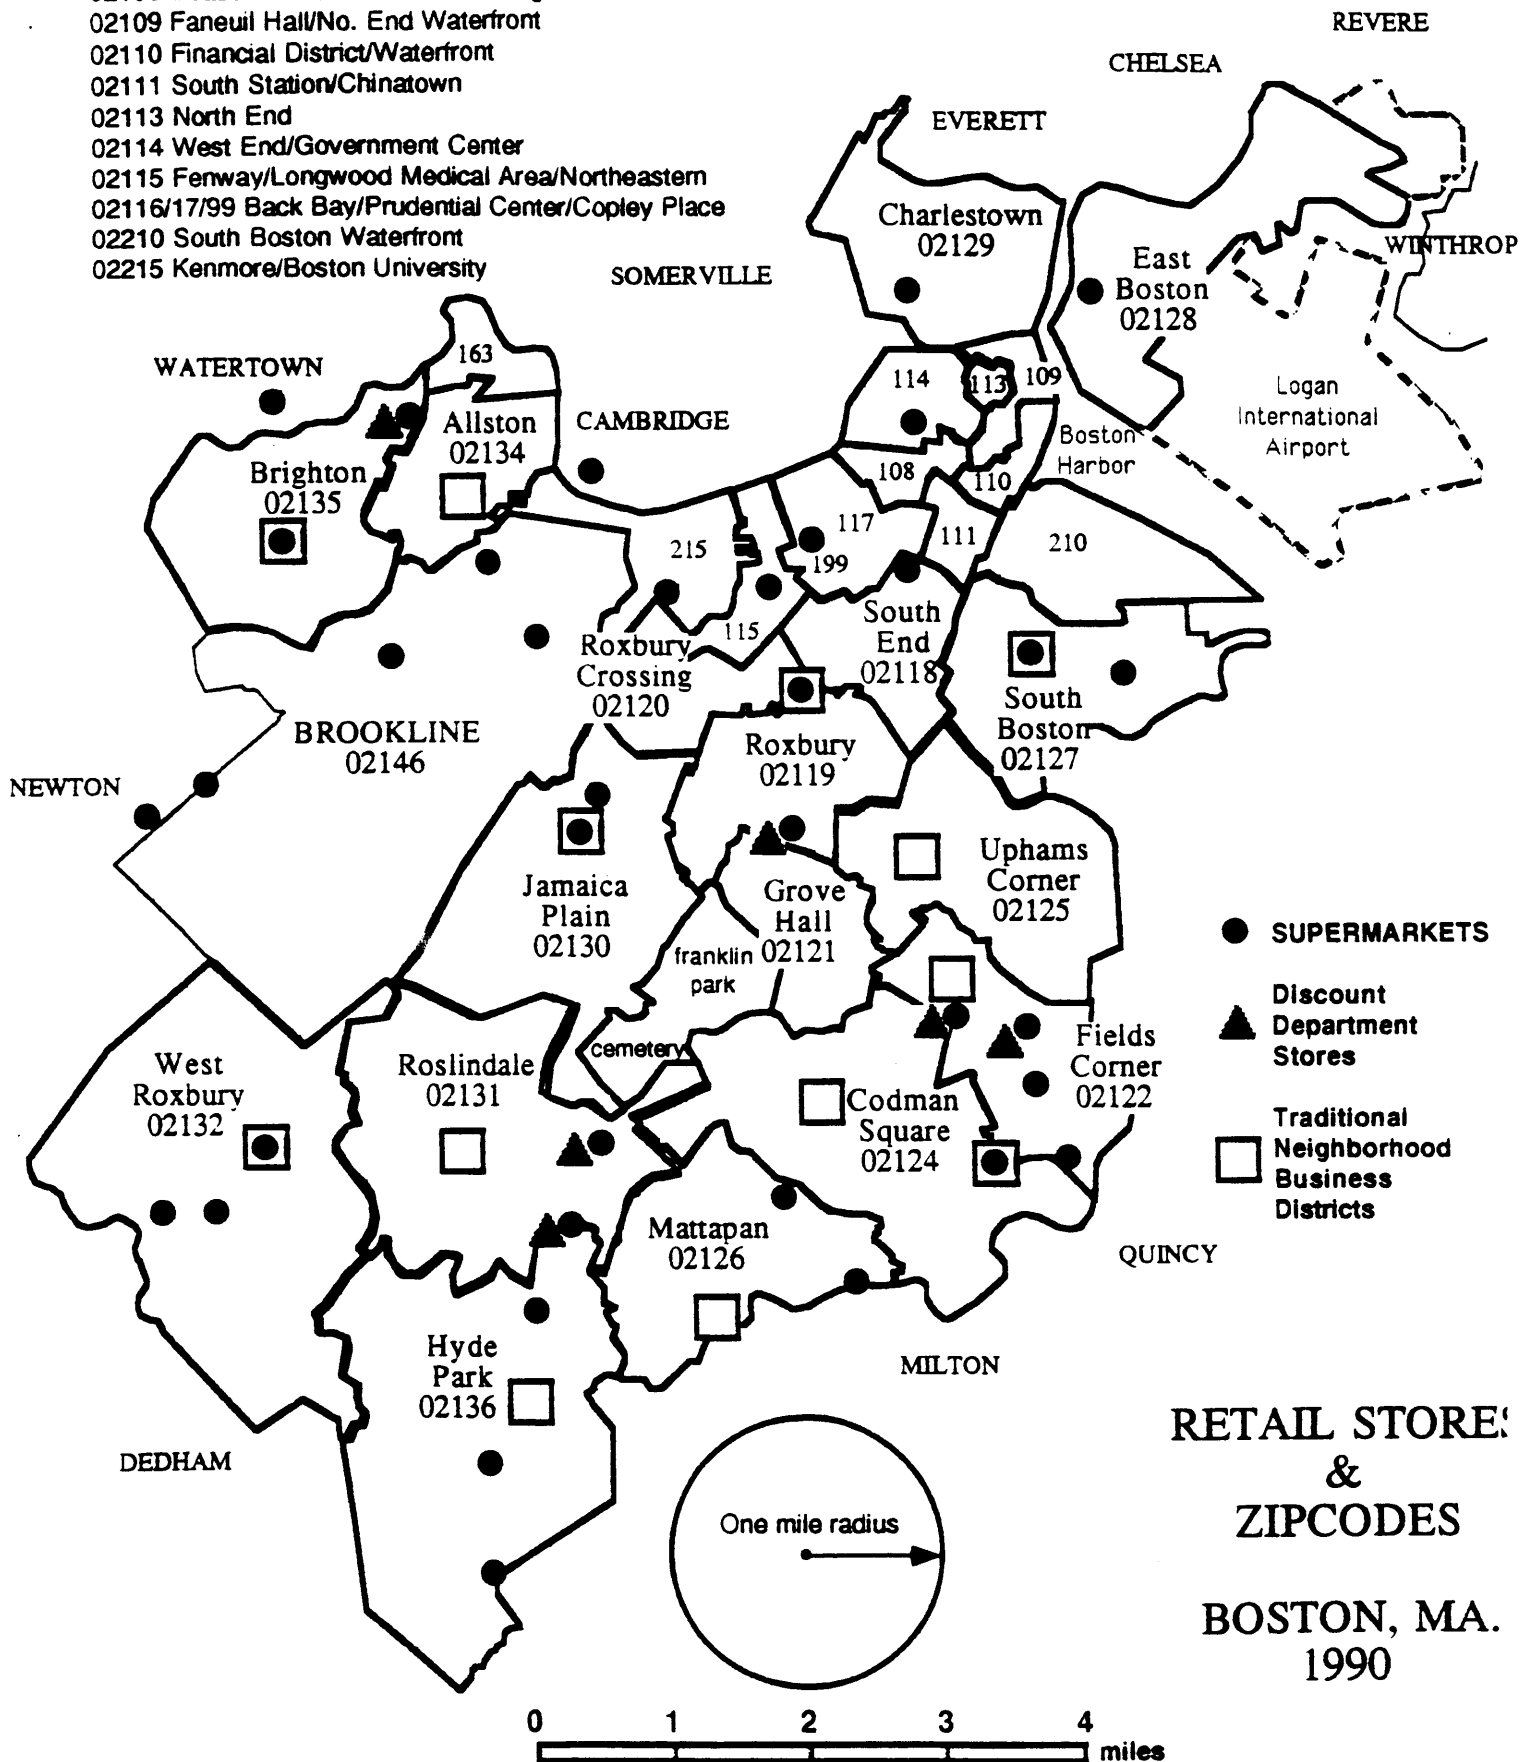 02109 Faneuil Hall/No. End Waterfront
02110 Financial District/Waterfront
02111 South Station/Chinatown
02113 North End
02114 West End/Government Center
02115 Fenway/Longwood Medical Area/Northeastern
02116/17/99 Back Bay/Prudential Center/Copley Place
02210 South Boston Waterfront
02215 Kenmore/Boston University
REVERE
CHELSEA
EVERETT
Charlestown
02129
WINTHROP
East
Boston
02128
SOMERVILLE
WATERTOWN
163
114
113
109
Logan
International
Airport
Allston
02134
CAMBRIDGE
Boston
Harbor
Brighton
02135
108
110
117
199
111
210
215
115
South
End
02118
Roxbury
Crossing
02120
South
Boston
02127
BROOKLINE
02146
Roxbury
02119
NEWTON
Uphams
Corner
02125
Jamaica
Plain
02130
Grove
Hall
02121
franklin
park
SUPERMARKETS
Discount
Department
Stores
cemetery
Fields
Corner
02122
West
Roxbury
02132
Roslindale
02131
Codman
Square
02124
Traditional
Neighborhood
Business
Districts
Mattapan
02126
QUINCY
Hyde
Park
02136
MILTON
DEDHAM
RETAIL STORES
&
ZIPCODES
One mile radius
BOSTON, MA.
1990
0 1 2 3 4
miles